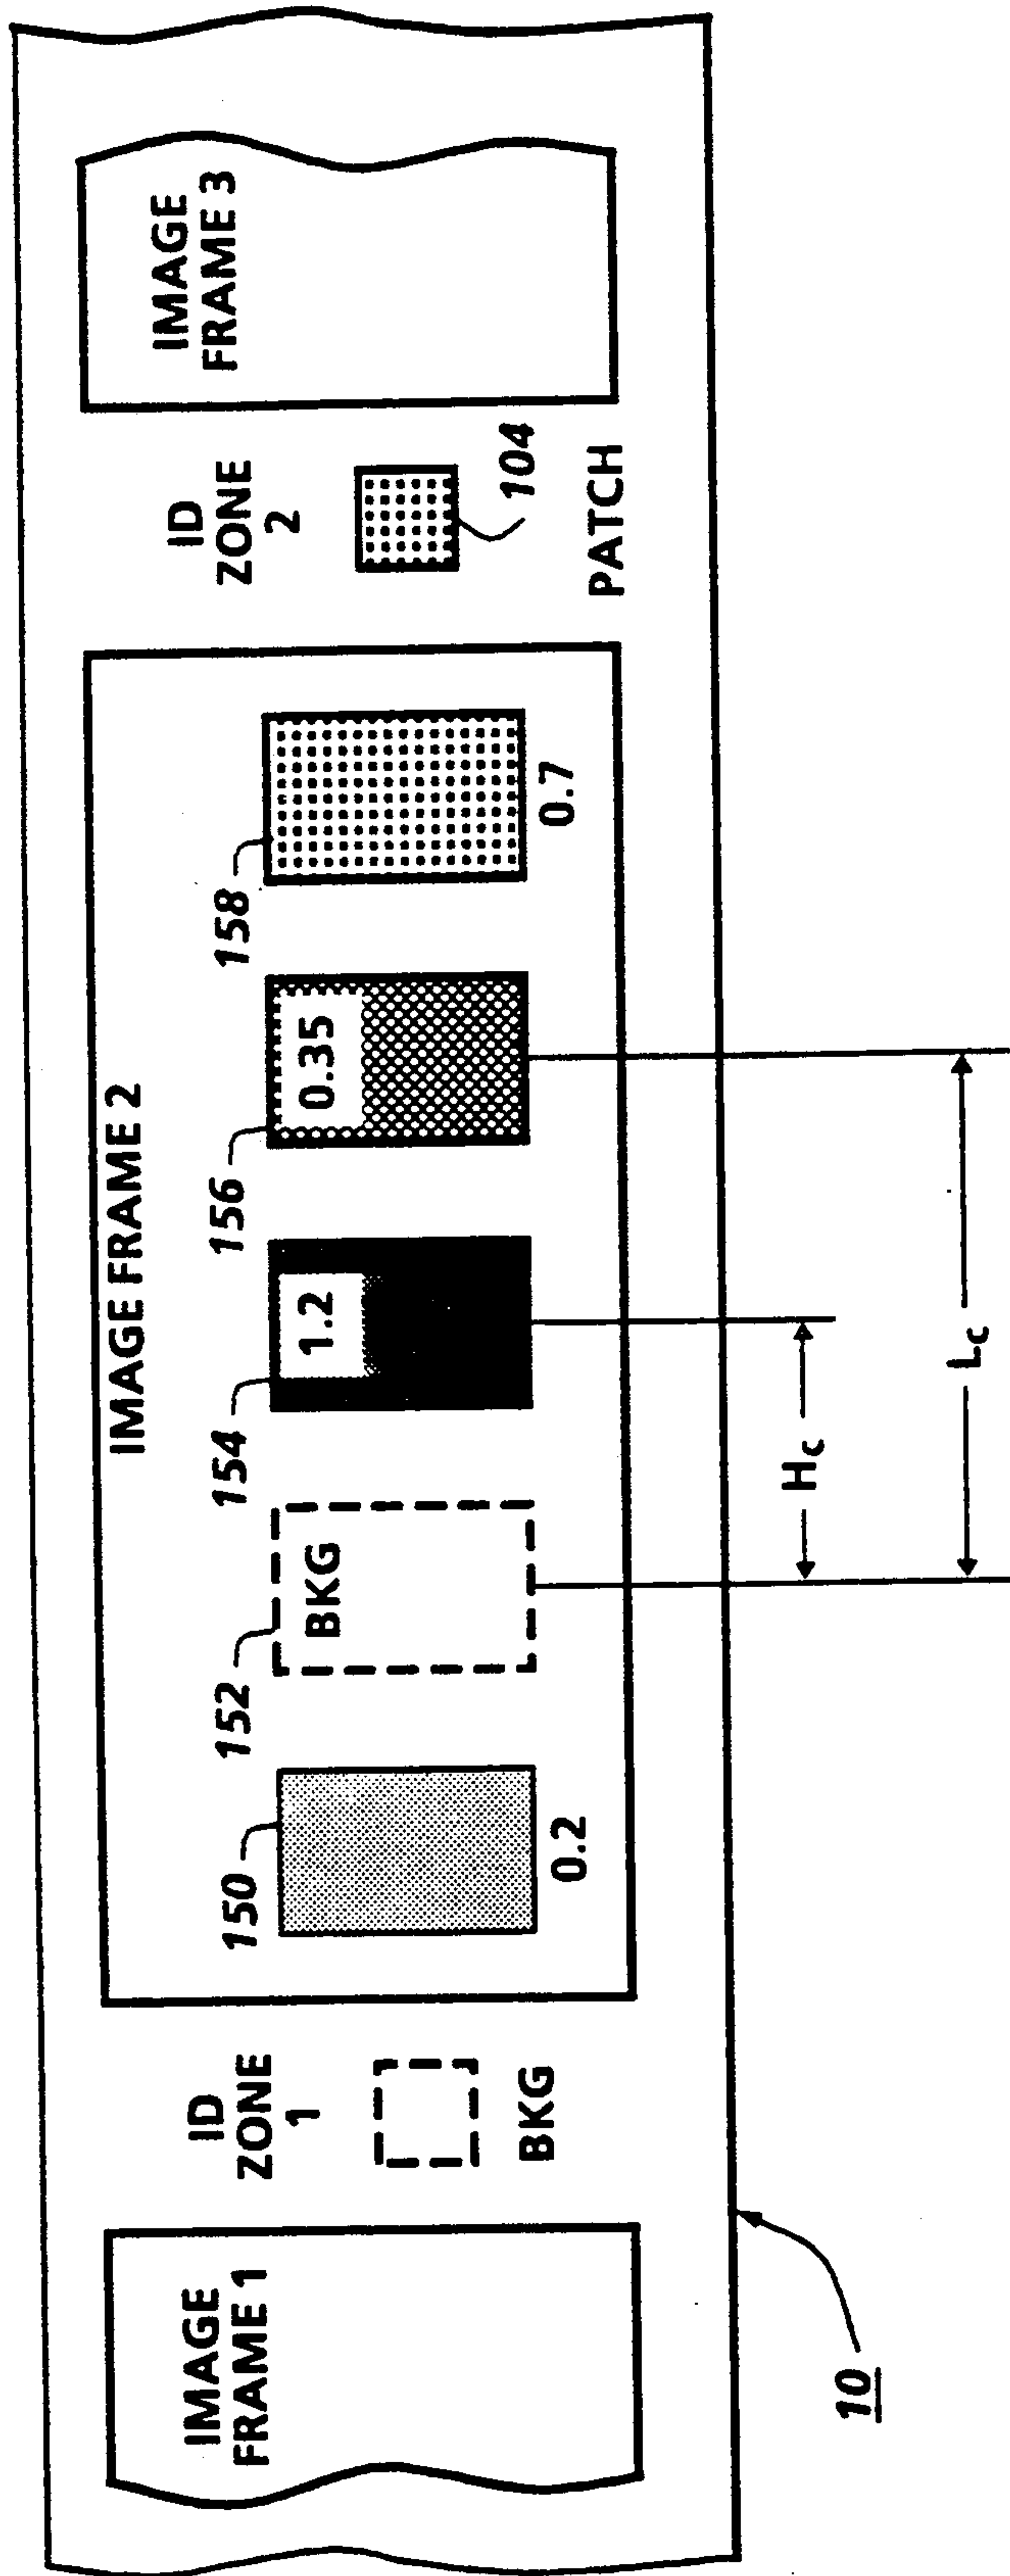 IMAGE
FRAME 1
ID
ZONE
1
BKG
IMAGE FRAME 2
150
0.2
152
BKG
154
1.2
156
0.35
158
0.7
ID
ZONE
2
104
PATCH
IMAGE
FRAME 3
Hc
Lc
10